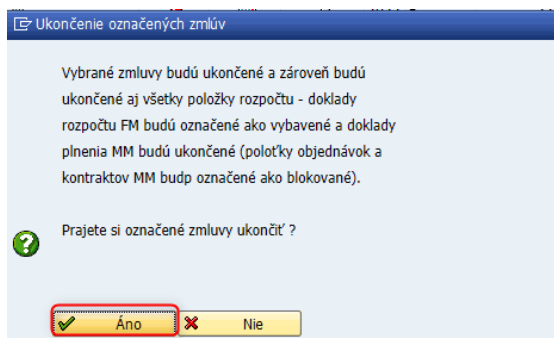 Ukončenie označených zmlúv
Vybrané zmluvy budú ukončené a zároveň budú
ukončené aj všetky položky rozpočtu - doklady
rozpočtu FM budú označené ako vybavené a doklady
plnenia MM budú ukončené (poloťky objednávok a
kontraktov MM budp označené ako blokované).
Prajete si označené zmluvy ukončiť ?
Áno Nie